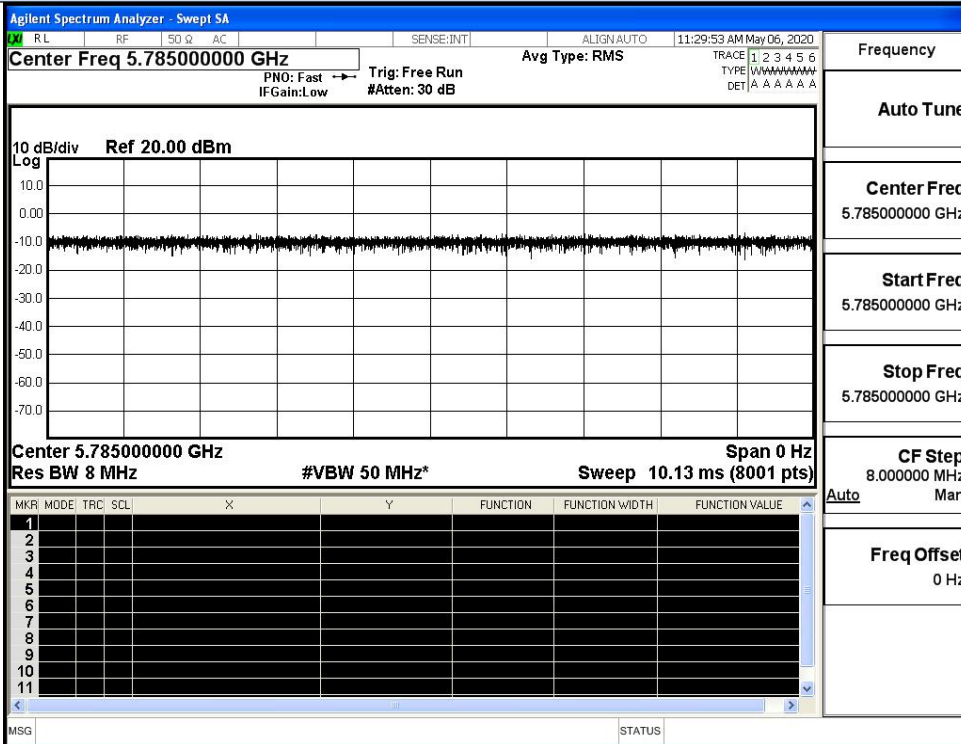 Agilent Spectrum Analyzer - Swept SA
LXI RL RF 50 Ω AC SENSE:INT ALIGN AUTO 11:29:53 AM May 06, 2020
Center Freq 5.785000000 GHz
PNO: Fast
IFGain:Low
Trig: Free Run
#Atten: 30 dB
Avg Type: RMS
TRACE 1 2 3 4 5 6
TYPE WWWWWW
DET A A A A A A
10 dB/div Ref 20.00 dBm
Log
10.0
0.00
-10.0
-20.0
-30.0
-40.0
-50.0
-60.0
-70.0
Center 5.785000000 GHz Span 0 Hz
Res BW 8 MHz #VBW 50 MHz* Sweep 10.13 ms (8001 pts)
MKR MODE TRC SCL X Y FUNCTION FUNCTION WIDTH FUNCTION VALUE
1
2
3
4
5
6
7
8
9
10
11
MSG STATUS
Frequency
Auto Tune
Center Freq
5.785000000 GHz
Start Freq
5.785000000 GHz
Stop Freq
5.785000000 GHz
CF Step
8.000000 MHz
Auto Man
Freq Offset
0 Hz